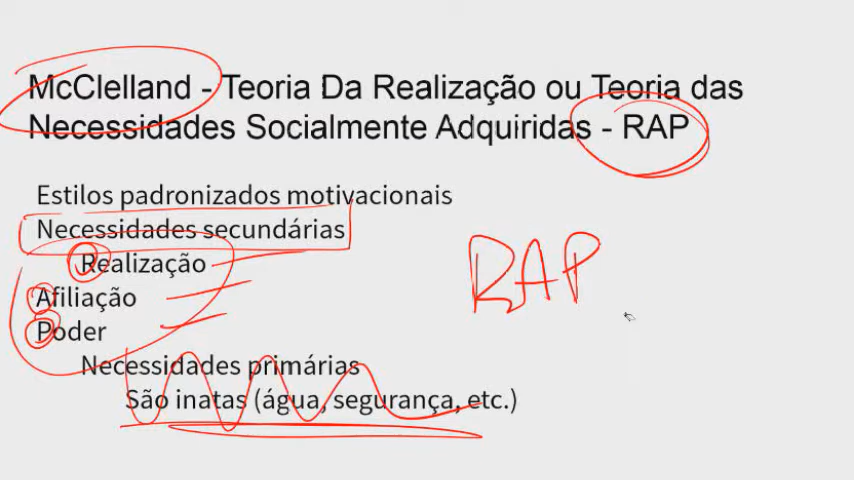 McClelland - Teoria Da Realização ou Teoria das
Necessidades Socialmente Adquiridas - RAP
Estilos padronizados motivacionais
Necessidades secundárias
Realização
RAP
Afiliação
Poder
Necessidades primárias
São inatas (água, segurança, etc.)